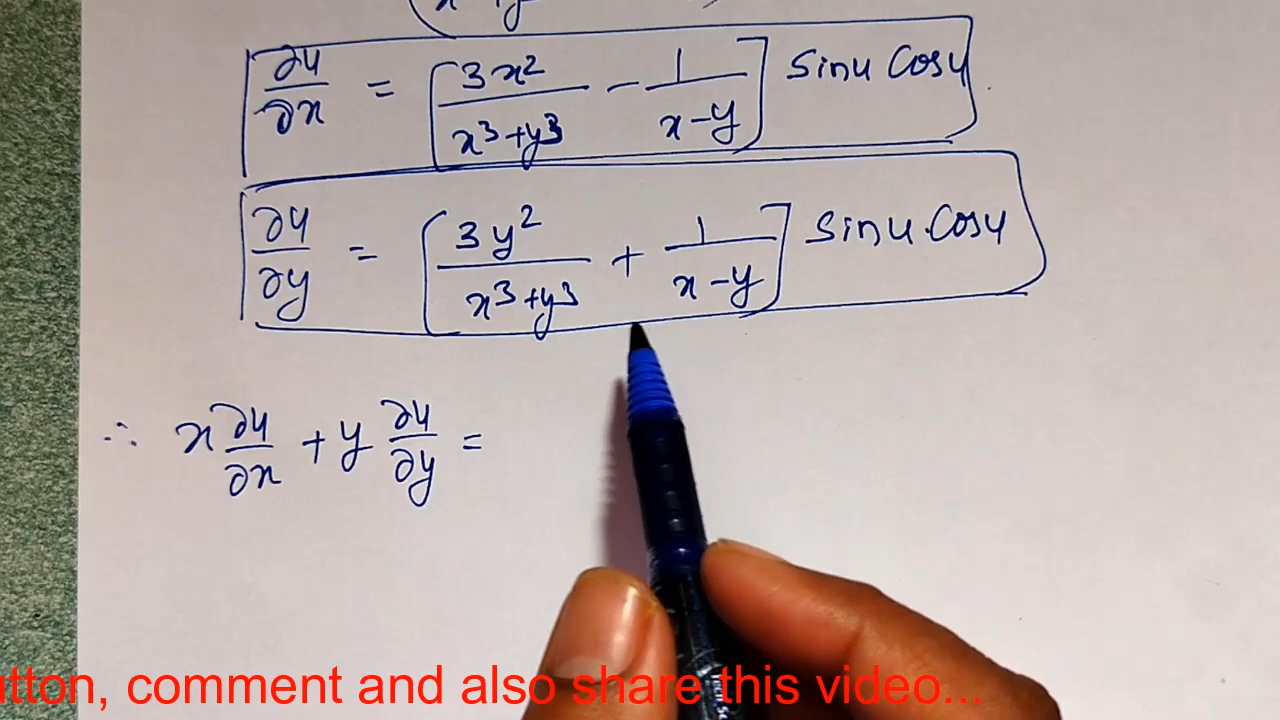 x³+y
∂u/∂x = [3x²/(x³+y³) - 1/(x-y)] Sinu Cosu
∂u/∂y = [3y²/(x³+y³) + 1/(x-y)] Sinu. Cosu
∴ x ∂u/∂x + y ∂u/∂y =
utton, comment and also share this video...